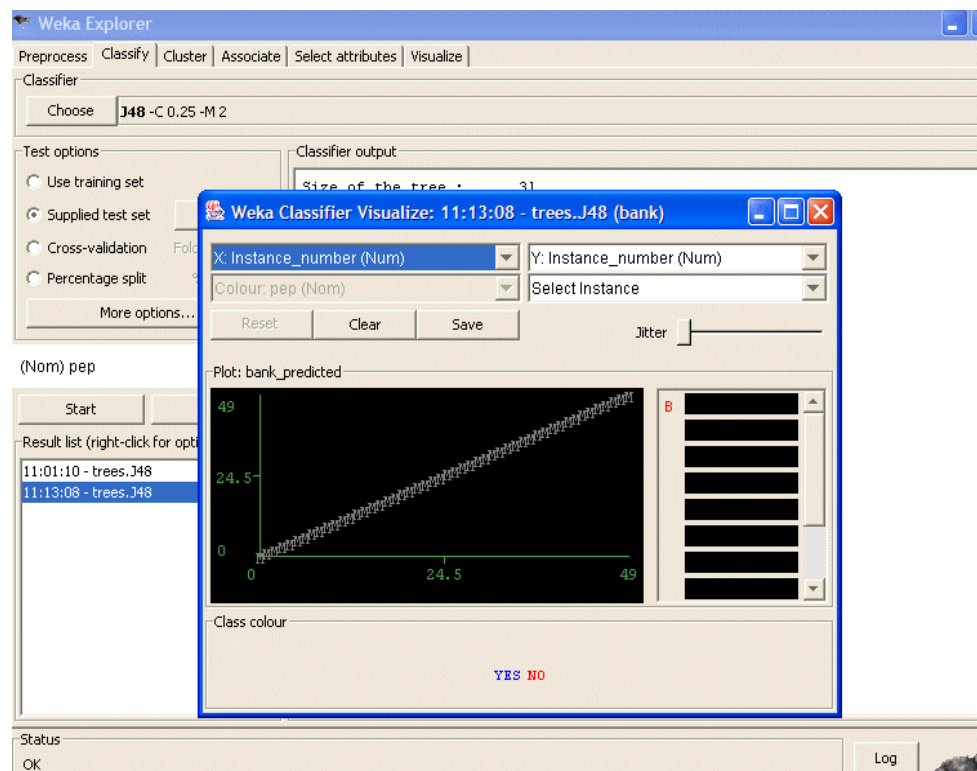 Weka Explorer
Preprocess Classify Cluster Associate Select attributes Visualize
Classifier
Choose J48 -C 0.25 -M 2
Test options
Classifier output
Use training set
Size of the tree : 31
Supplied test set
Cross-validation
Percentage split
More options...
(Nom) pep
Start
Result list (right-click for opti
11:01:10 - trees.J48
11:13:08 - trees.J48
Weka Classifier Visualize: 11:13:08 - trees.J48 (bank)
X: Instance_number (Num) Y: Instance_number (Num)
Colour: pep (Nom) Select Instance
Reset Clear Save Jitter
Plot: bank_predicted
49
24.5
0
0 24.5 49
B
Class colour
YES NO
Status
OK
Log